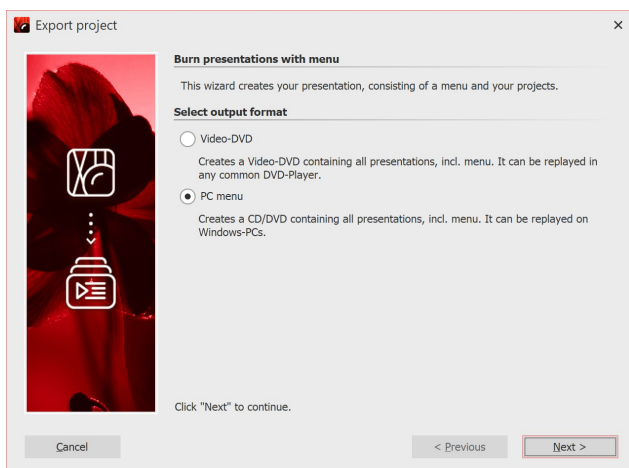 Export project
Burn presentations with menu
This wizard creates your presentation, consisting of a menu and your projects.
Select output format
Video-DVD
Creates a Video-DVD containing all presentations, incl. menu. It can be replayed in
any common DVD-Player.
PC menu
Creates a CD/DVD containing all presentations, incl. menu. It can be replayed on
Windows-PCs.
Click "Next" to continue.
Cancel
< Previous
Next >